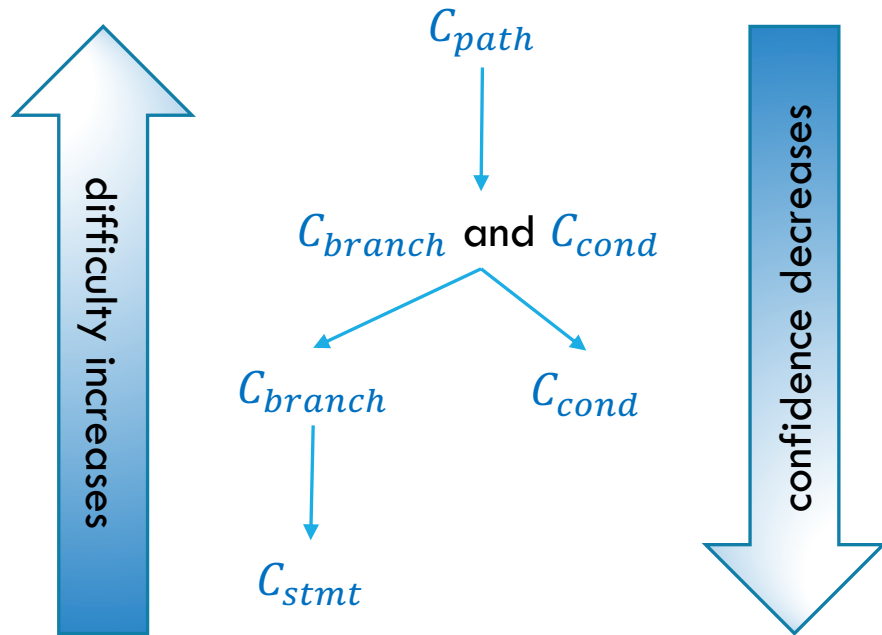 C_path
difficulty increases
confidence decreases
C_branch and C_cond
C_branch
C_cond
C_stmt